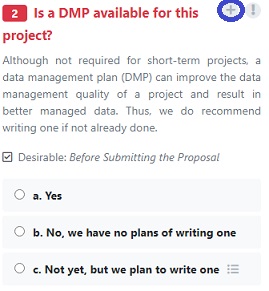 2 Is a DMP available for this
project?
Although not required for short-term projects, a
data management plan (DMP) can improve the data
management quality of a project and result in
better managed data. Thus, we do recommend
writing one if not already done.
Desirable: Before Submitting the Proposal
a. Yes
b. No, we have no plans of writing one
c. Not yet, but we plan to write one